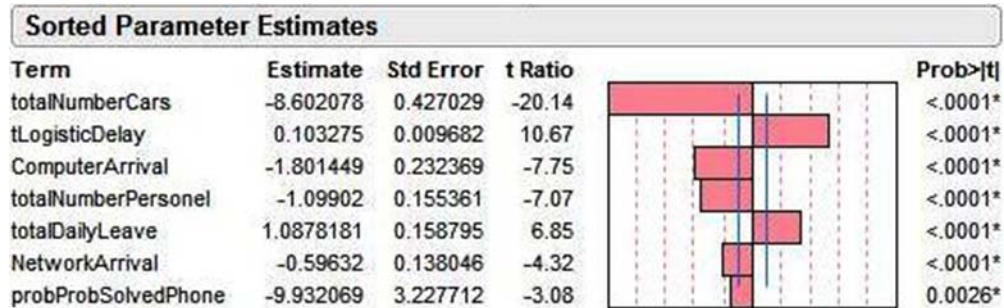 Sorted Parameter Estimates
Term Estimate Std Error t Ratio Prob>|t|
totalNumberCars -8.602078 0.427029 -20.14 <.0001*
tLogisticDelay 0.103275 0.009682 10.67 <.0001*
ComputerArrival -1.801449 0.232369 -7.75 <.0001*
totalNumberPersonel -1.09902 0.155361 -7.07 <.0001*
totalDailyLeave 1.0878181 0.158795 6.85 <.0001*
NetworkArrival -0.59632 0.138046 -4.32 <.0001*
probProbSolvedPhone -9.932069 3.227712 -3.08 0.0026*